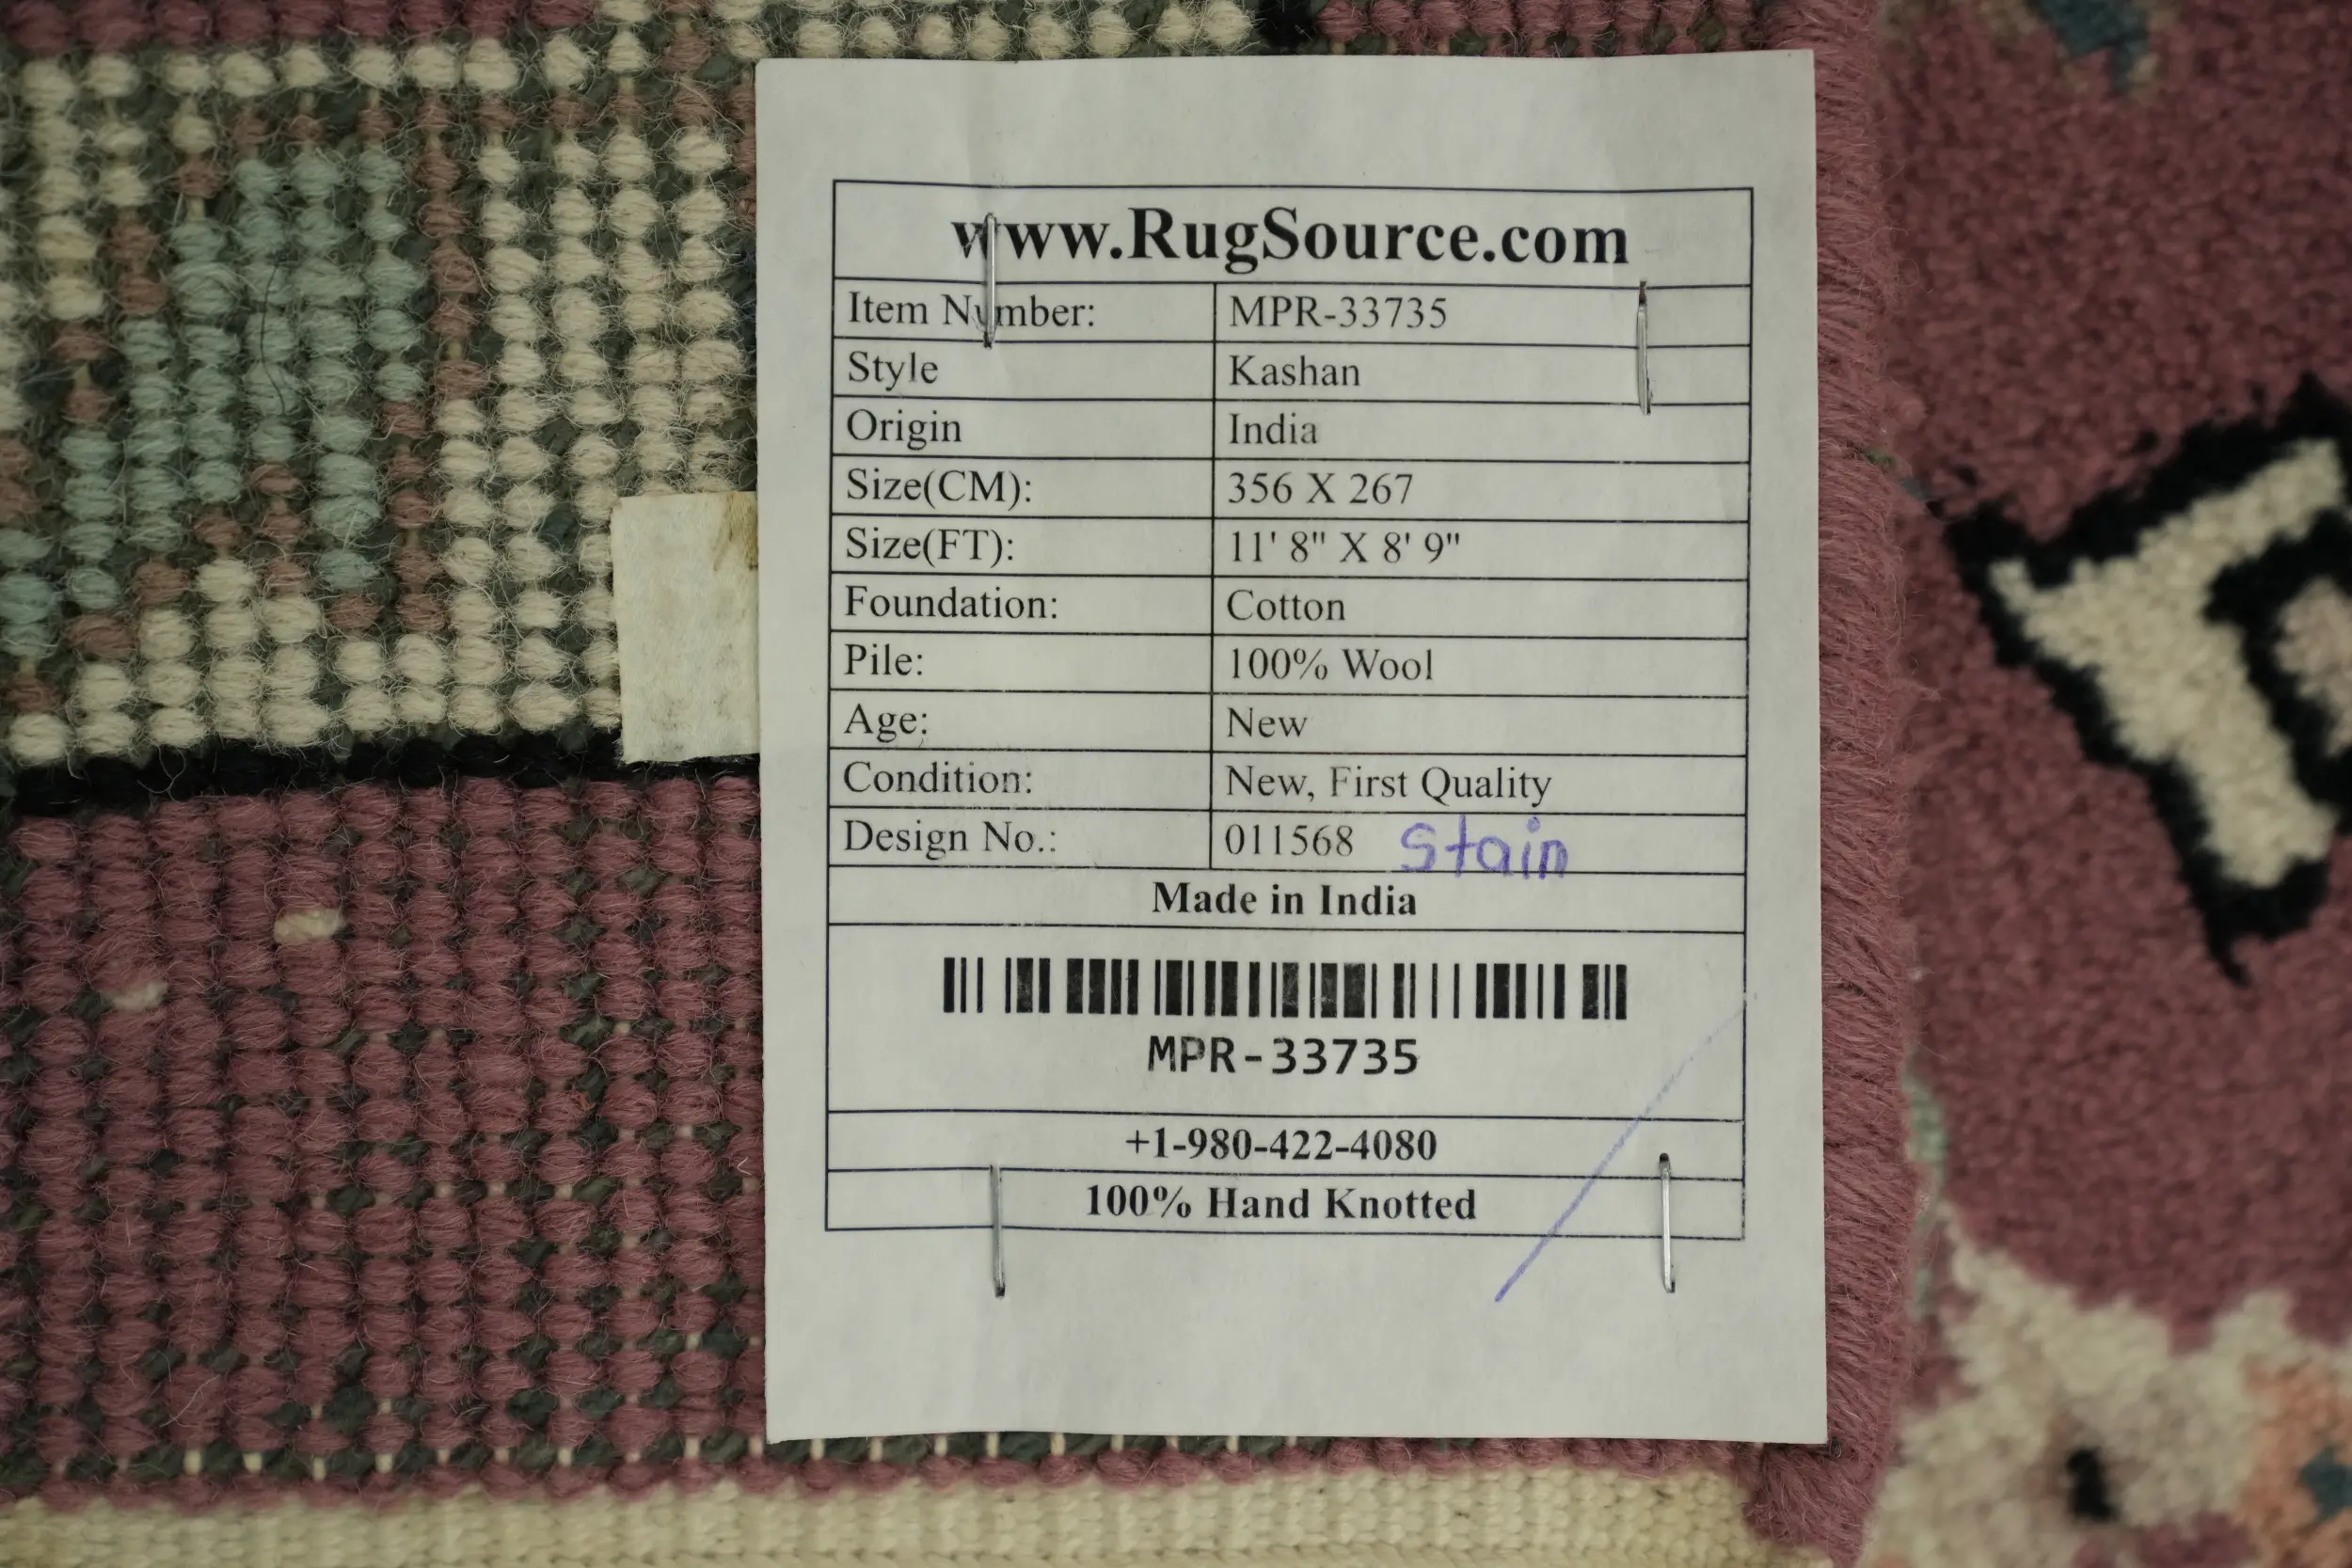 www.RugSource.com
Item Number: MPR-33735
Style Kashan
Origin India
Size(CM): 356 X 267
Size(FT): 11' 8" X 8' 9"
Foundation: Cotton
Pile: 100% Wool
Age: New
Condition: New, First Quality
Design No.: 011568 Stain
Made in India
MPR-33735
+1-980-422-4080
100% Hand Knotted